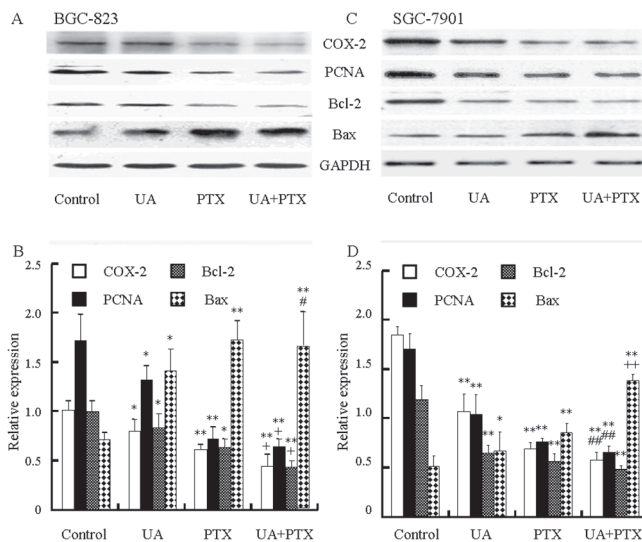 A BGC-823
C SGC-7901
COX-2
PCNA
Bcl-2
Bax
GAPDH
Control UA PTX UA+PTX
Control UA PTX UA+PTX
B
Relative expression
2.5
2.0
1.5
1.0
0.5
0
COX-2 Bcl-2
PCNA Bax
* * * *
** ** * **
**
+
**
+
**
+
**
#
Control UA PTX UA+PTX
D
Relative expression
2.5
2.0
1.5
1.0
0.5
0
COX-2 Bcl-2
PCNA Bax
** ** ** *
** ** ** **
**
##
**
##
**
**
++
Control UA PTX UA+PTX